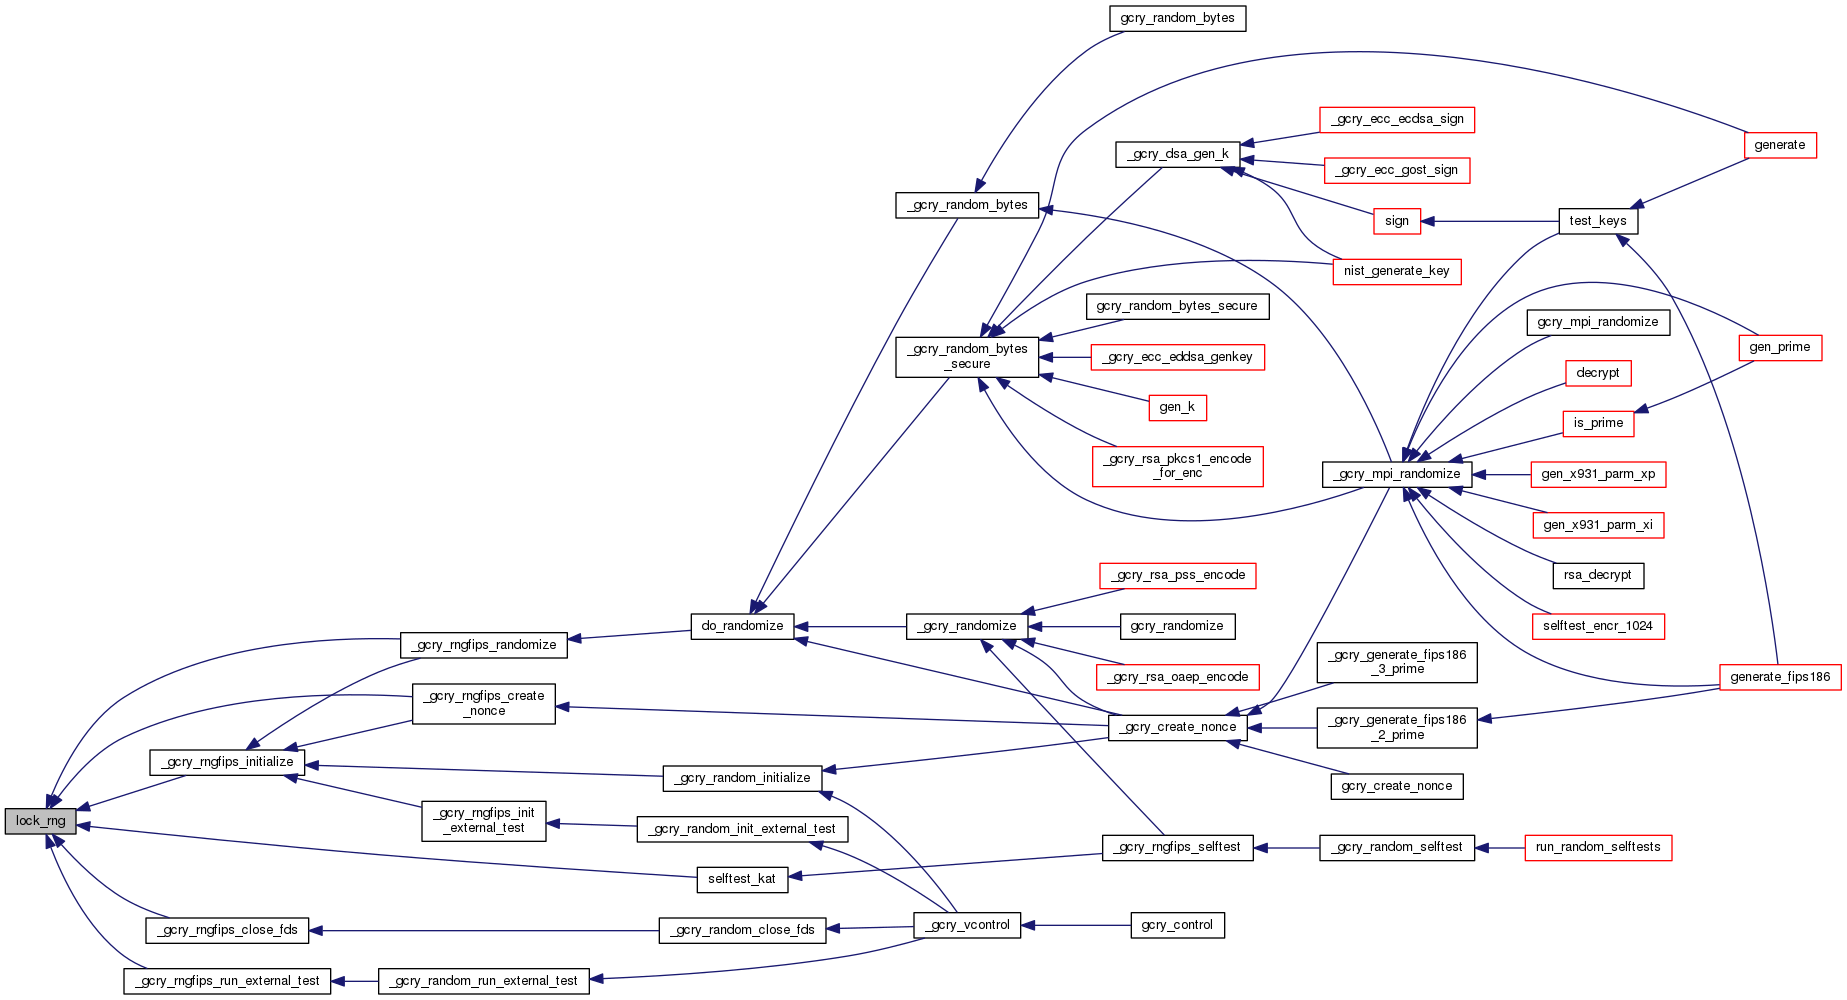 gcry_random_bytes
_gcry_ecc_ecdsa_sign
generate
_gcry_dsa_gen_k
_gcry_ecc_gost_sign
_gcry_random_bytes
sign
test_keys
nist_generate_key
gcry_random_bytes_secure
gcry_mpi_randomize
_gcry_random_bytes
_secure
_gcry_ecc_eddsa_genkey
gen_prime
decrypt
gen_k
is_prime
_gcry_rsa_pkcs1_encode
_for_enc
_gcry_mpi_randomize
gen_x931_parm_xp
gen_x931_parm_xi
_gcry_rsa_pss_encode
rsa_decrypt
do_randomize
_gcry_randomize
gcry_randomize
selftest_encr_1024
_gcry_rngfips_randomize
_gcry_generate_fips186
_3_prime
_gcry_rsa_oaep_encode
generate_fips186
_gcry_rngfips_create
_nonce
_gcry_create_nonce
_gcry_generate_fips186
_2_prime
_gcry_rngfips_initialize
_gcry_random_initialize
gcry_create_nonce
lock_rng
_gcry_rngfips_init
_external_test
_gcry_random_init_external_test
_gcry_rngfips_selftest
_gcry_random_selftest
run_random_selftests
selftest_kat
_gcry_rngfips_close_fds
_gcry_random_close_fds
_gcry_vcontrol
gcry_control
_gcry_rngfips_run_external_test
_gcry_random_run_external_test